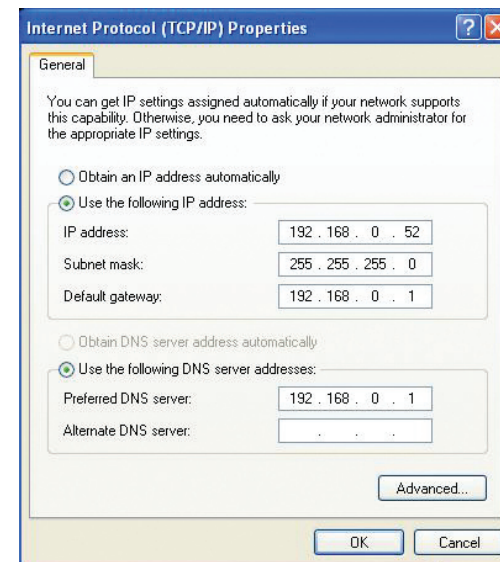 Internet Protocol (TCP/IP) Properties
General
You can get IP settings assigned automatically if your network supports
this capability. Otherwise, you need to ask your network administrator for
the appropriate IP settings.
Obtain an IP address automatically
Use the following IP address:
IP address: 192 . 168 . 0 . 52
Subnet mask: 255 . 255 . 255 . 0
Default gateway: 192 . 168 . 0 . 1
Obtain DNS server address automatically
Use the following DNS server addresses:
Preferred DNS server: 192 . 168 . 0 . 1
Alternate DNS server: . . .
Advanced...
OK Cancel